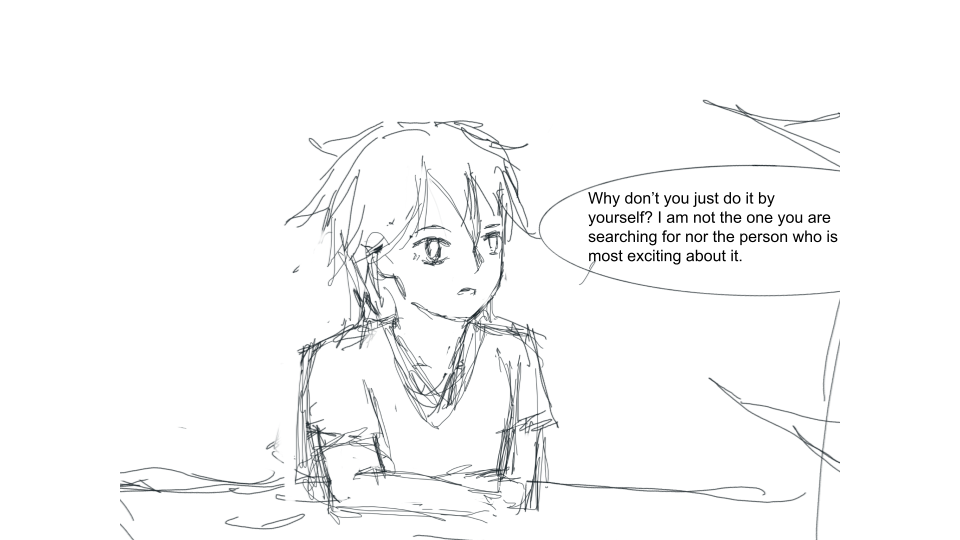 Why don’t you just do it by
yourself? I am not the one you are
searching for nor the person who is
most exciting about it.